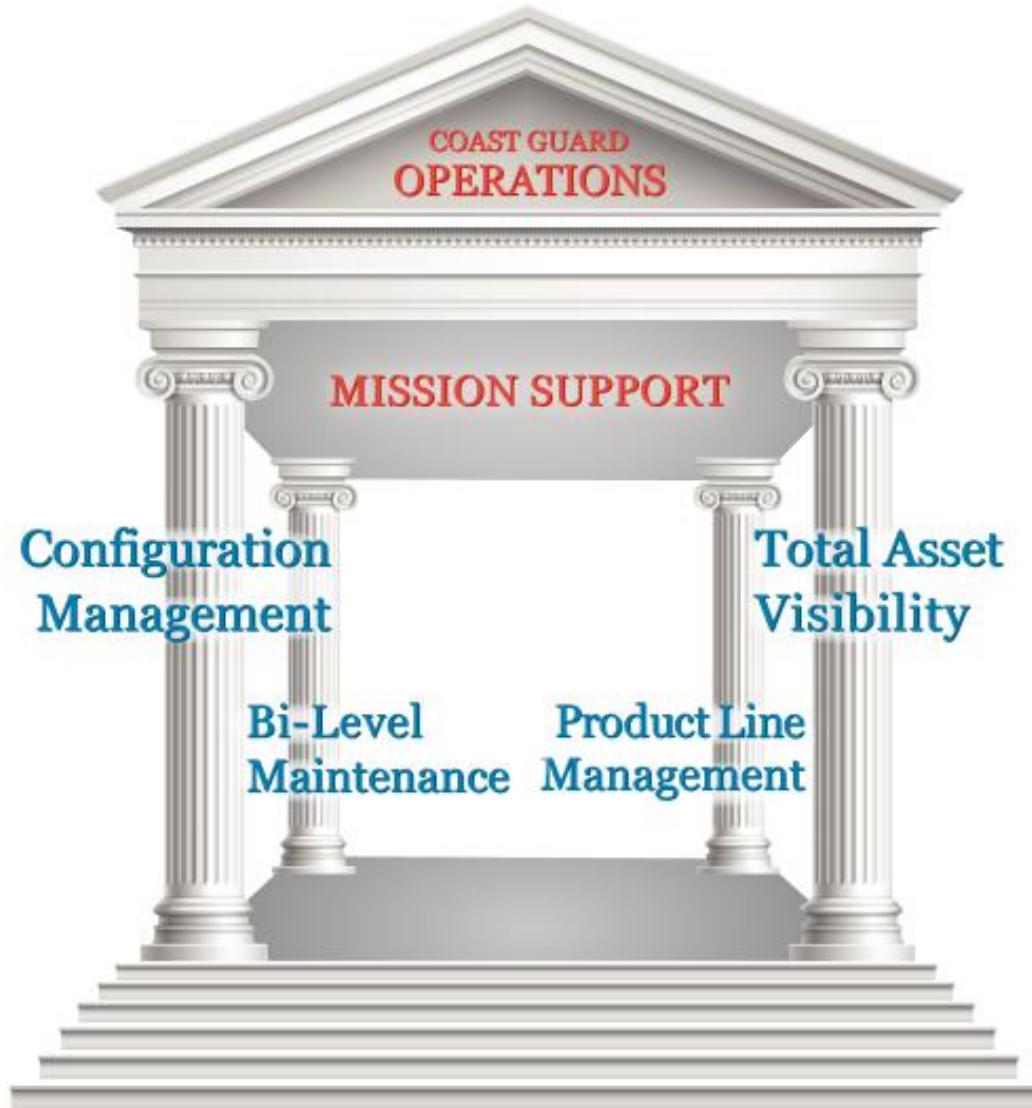 COAST GUARD
OPERATIONS
MISSION SUPPORT
Configuration
Management
Total Asset
Visibility
Bi-Level
Maintenance
Product Line
Management